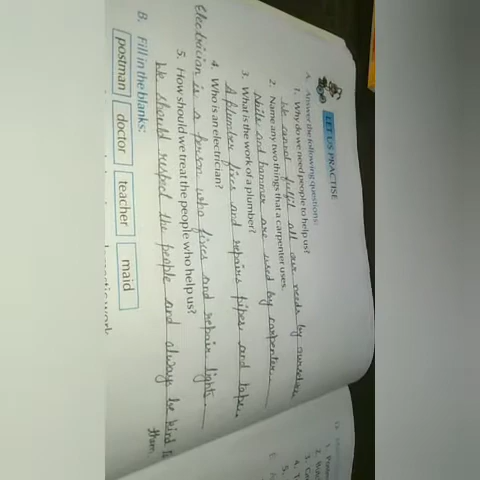 LET US PRACTISE
A. Answer the following questions:
1. Why do we need people to help us?
We cannot fulfil all our needs by ourselves
2. Name any two things that a carpenter uses.
and hammer are used by carpenter.
3. What is the work of a plumber?
A plumber fixes and repairs pipes and taps.
4. Who is an electrician?
Electrician is a person who fixes and repair lights.
5. How should we treat the people who help us?
We should respect the people and always be kind to
them.
B. Fill in the blanks:
postman doctor teacher maid